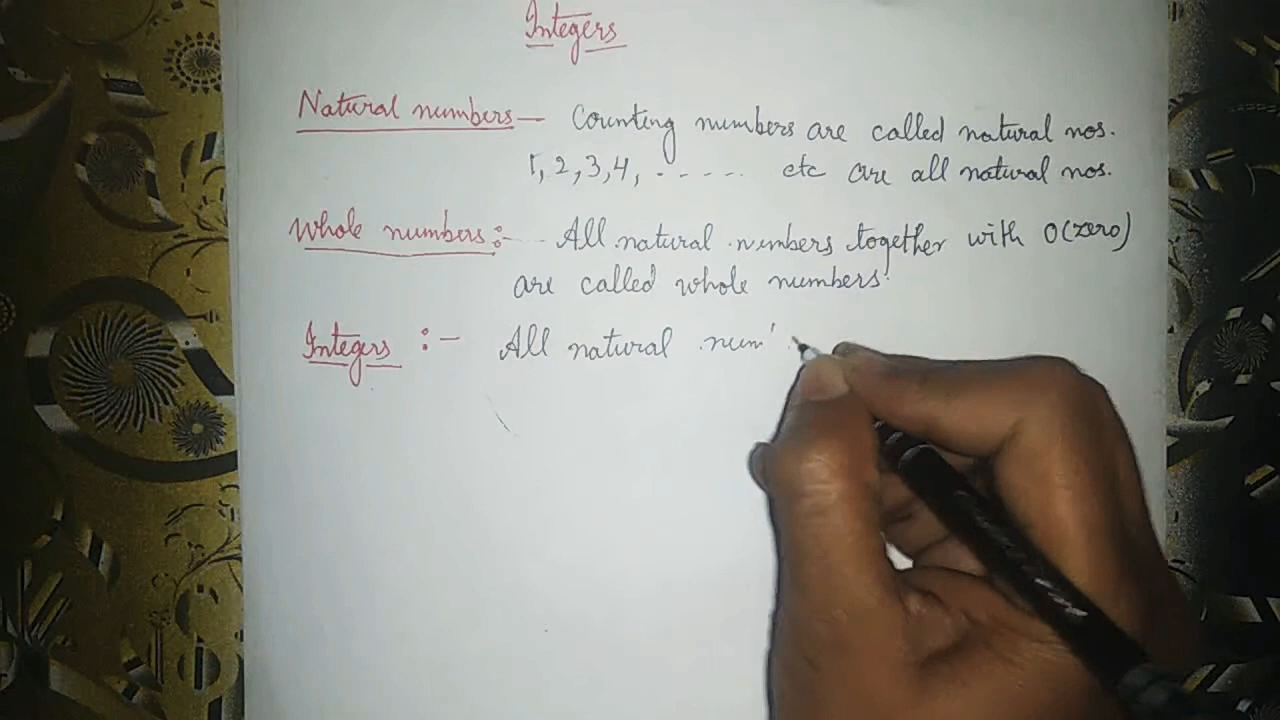 Integers
Natural numbers — Counting numbers are called natural nos.
1, 2, 3, 4, ...... etc are all natural nos.
Whole numbers :- All natural numbers together with 0(zero)
are called whole numbers.
Integers :- All natural num